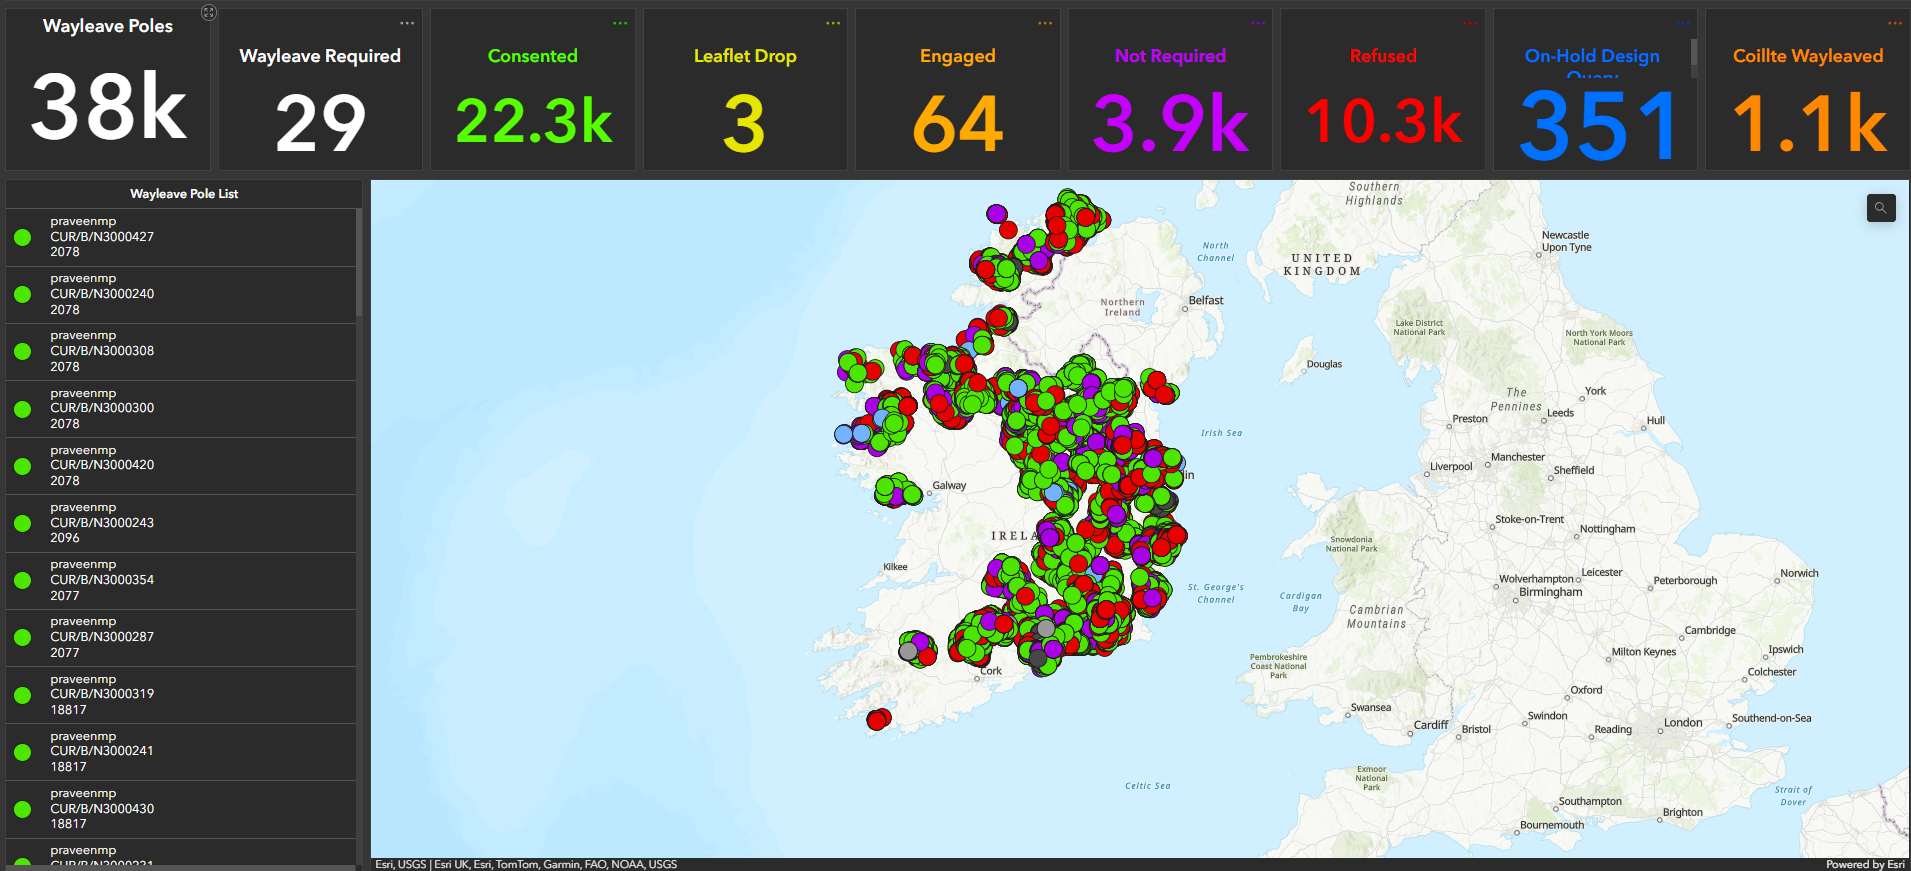 Wayleave Poles
38k
Wayleave Required
29
Consented
22.3k
Leaflet Drop
3
Engaged
64
Not Required
3.9k
Refused
10.3k
On-Hold Design
Query
351
Coillte Wayleaved
1.1k
Wayleave Pole List
praveenmp
CUR/B/N3000427
2078
praveenmp
CUR/B/N3000240
2078
praveenmp
CUR/B/N3000308
2078
praveenmp
CUR/B/N3000300
2078
praveenmp
CUR/B/N3000420
2078
praveenmp
CUR/B/N3000243
2096
praveenmp
CUR/B/N3000354
2077
praveenmp
CUR/B/N3000287
2077
praveenmp
CUR/B/N3000319
18817
praveenmp
CUR/B/N3000241
18817
praveenmp
CUR/B/N3000430
18817
praveenmp
CUR/B/N3000231
Southern
Highlands
Newcastle
Upon Tyne
North
Channel
UNITED
KINGDOM
Northern
Ireland
Belfast
Lake District
National Park
North York Moors
National Park
Douglas
The
Pennines
York
Preston
Leeds
Hull
Irish Sea
Liverpool
Manchester
Sheffield
lin
Galway
Stoke-on-Trent
Nottingham
Snowdonia
National Park
IRELA
Kilkee
St. George's
Channel
Cardigan
Bay
Wolverhampton
Leicester
Birmingham
Peterborough
Norwich
Cambrian
Mountains
Cambridge
Ipswich
Milton Keynes
Colchester
Pembrokeshire
Coast National
Park
Cork
Oxford
Swansea
Cardiff
Swindon
Bristol
Reading
London
Southend-on-Sea
Exmoor
National
Park
Celtic Sea
Strait of
Dover
Southampton
Brighton
Bournemouth
Esri, USGS | Esri UK, Esri, TomTom, Garmin, FAO, NOAA, USGS
Powered by Esri